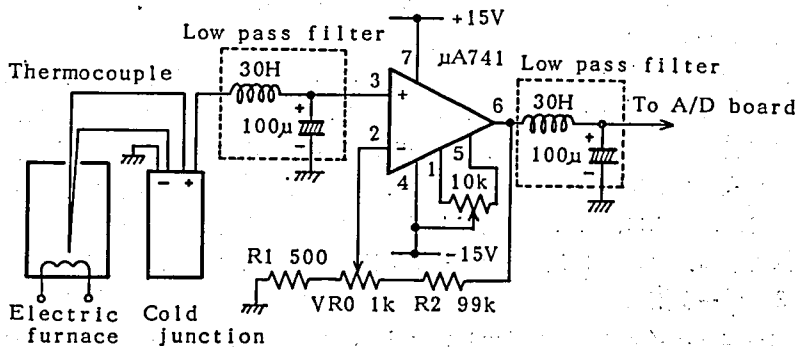 +15V
Low pass filter
7
μA741
Low pass filter
Thermocouple
30H
3
6
30H
To A/D board
+
+
+
100μ
2
5
100μ
-
-
-
- +
4
1
10k
-15V
R1 500
VR0 1k
R2 99k
Electric
furnace
Cold
junction